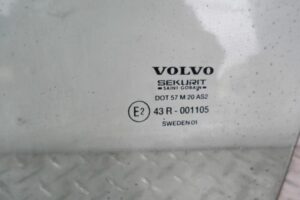 VOLVO
SEKURIT
SAINT-GOBAIN
DOT 57 M 20 AS2
E2 43 R - 001105
SWEDEN 01